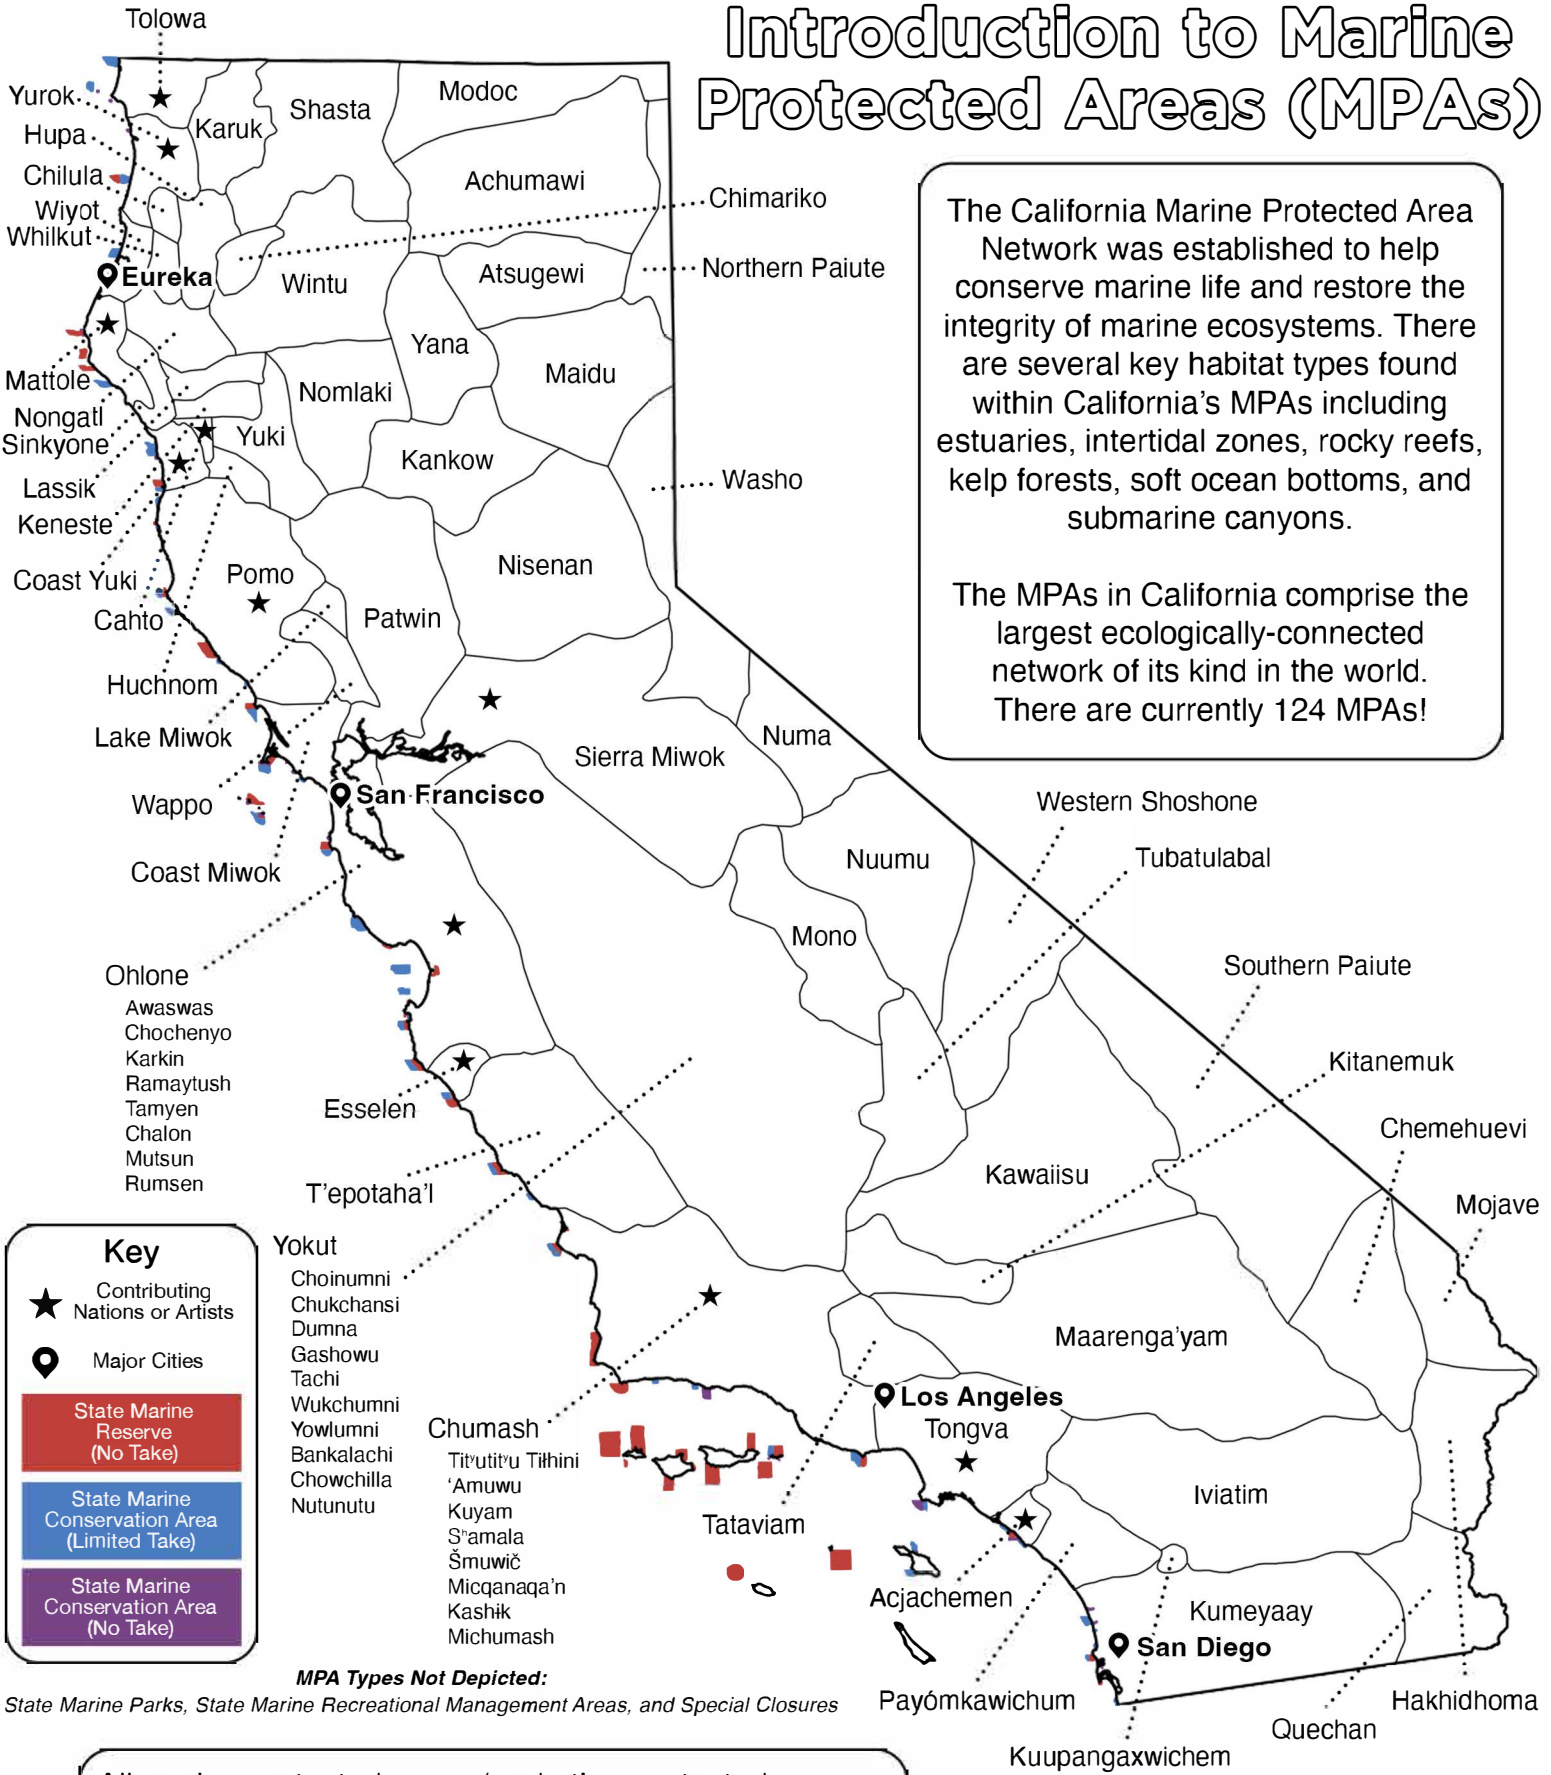 Introduction to Marine
Protected Areas (MPAs)
The California Marine Protected Area
Network was established to help
conserve marine life and restore the
integrity of marine ecosystems. There
are several key habitat types found
within California's MPAs including
estuaries, intertidal zones, rocky reefs,
kelp forests, soft ocean bottoms, and
submarine canyons.
The MPAs in California comprise the
largest ecologically-connected
network of its kind in the world.
There are currently 124 MPAs!
Tolowa
Yurok
Hupa
Chilula
Wiyot
Whilkut
Eureka
Mattole
Nongatl
Sinkyone
Lassik
Keneste
Coast Yuki
Cahto
Huchnom
Lake Miwok
Wappo
Coast Miwok
Karuk
Shasta
Modoc
Achumawi
Chimariko
Northern Paiute
Atsugewi
Wintu
Yana
Maidu
Nomlaki
Yuki
Kankow
Washo
Nisenan
Pomo
Patwin
Numa
Sierra Miwok
San Francisco
Western Shoshone
Tubatulabal
Nuumu
Mono
Southern Paiute
Kitanemuk
Chemehuevi
Mojave
Kawaiisu
Maarenga'yam
Ohlone
Awaswas
Chochenyo
Karkin
Ramaytush
Tamyen
Chalon
Mutsun
Rumsen
Esselen
T'epotaha'l
Yokut
Choinumni
Chukchansi
Dumna
Gashowu
Tachi
Wukchumni
Yowlumni
Bankalachi
Chowchilla
Nutunutu
Chumash
Titʸutitʸu Tiłhini
‘Amuwu
Kuyam
Sʰamala
Šmuwič
Micqanaqa'n
Kashɨk
Michumash
Los Angeles
Tongva
Tataviam
Iviatim
Acjachemen
Kumeyaay
San Diego
Payómkawichum
Hakhidhoma
Quechan
Kuupangaxwichem
Key
Contributing
Nations or Artists
Major Cities
State Marine
Reserve
(No Take)
State Marine
Conservation Area
(Limited Take)
State Marine
Conservation Area
(No Take)
MPA Types Not Depicted:
State Marine Parks, State Marine Recreational Management Areas, and Special Closures